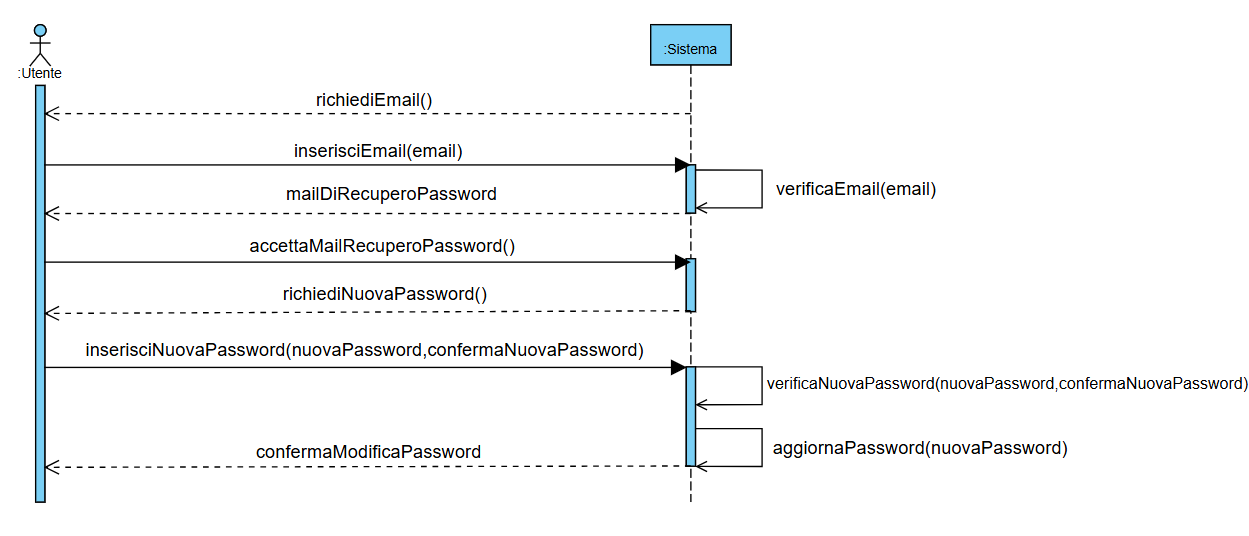 :Utente
:Sistema
richiediEmail()
inserisciEmail(email)
verificaEmail(email)
mailDiRecuperoPassword
accettaMailRecuperoPassword()
richiediNuovaPassword()
inserisciNuovaPassword(nuovaPassword,confermaNuovaPassword)
verificaNuovaPassword(nuovaPassword,confermaNuovaPassword)
aggiornaPassword(nuovaPassword)
confermaModificaPassword